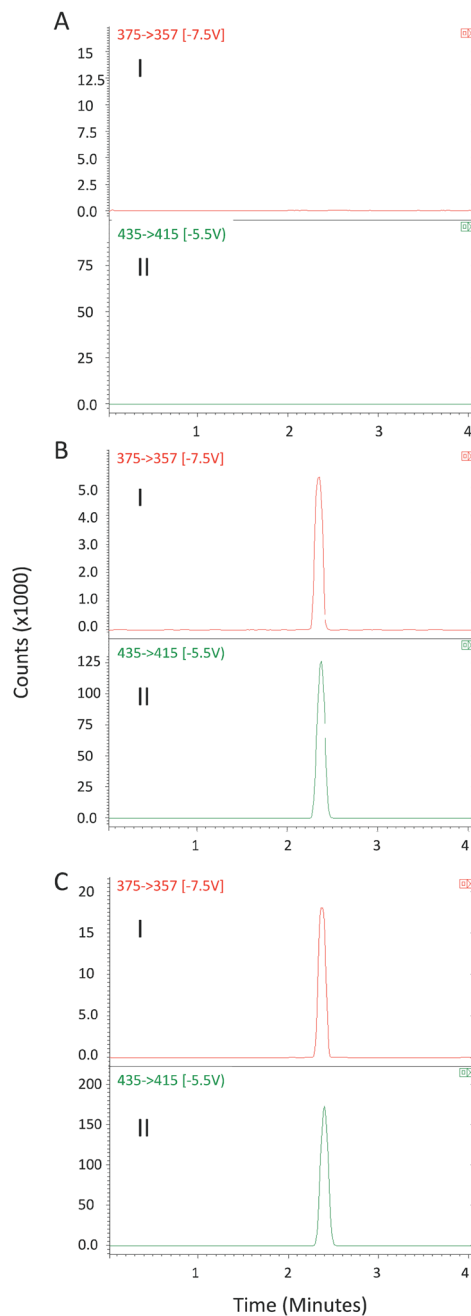 A
375->357 [-7.5V]
I
15
12.5
10
7.5
5.0
2.5
0.0
435->415 [-5.5V)
II
75
50
25
0.0
1 2 3 4
B
375->357 [-7.5V]
I
5.0
4.0
3.0
2.0
1.0
0.0
Counts (x1000)
435->415 [-5.5V)
II
125
100
75
50
25
0.0
1 2 3 4
C
375->357 [-7.5V]
I
20
15
10
5.0
0.0
435->415 [-5.5V)
II
200
150
100
50
0.0
1 2 3 4
Time (Minutes)